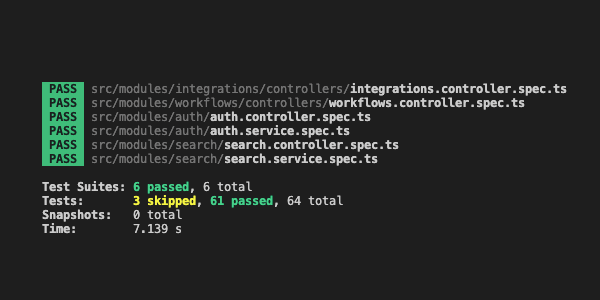 PASS src/modules/integrations/controllers/integrations.controller.spec.ts
PASS src/modules/workflows/controllers/workflows.controller.spec.ts
PASS src/modules/auth/auth.controller.spec.ts
PASS src/modules/auth/auth.service.spec.ts
PASS src/modules/search/search.controller.spec.ts
PASS src/modules/search/search.service.spec.ts
Test Suites: 6 passed, 6 total
Tests: 3 skipped, 61 passed, 64 total
Snapshots: 0 total
Time: 7.139 s